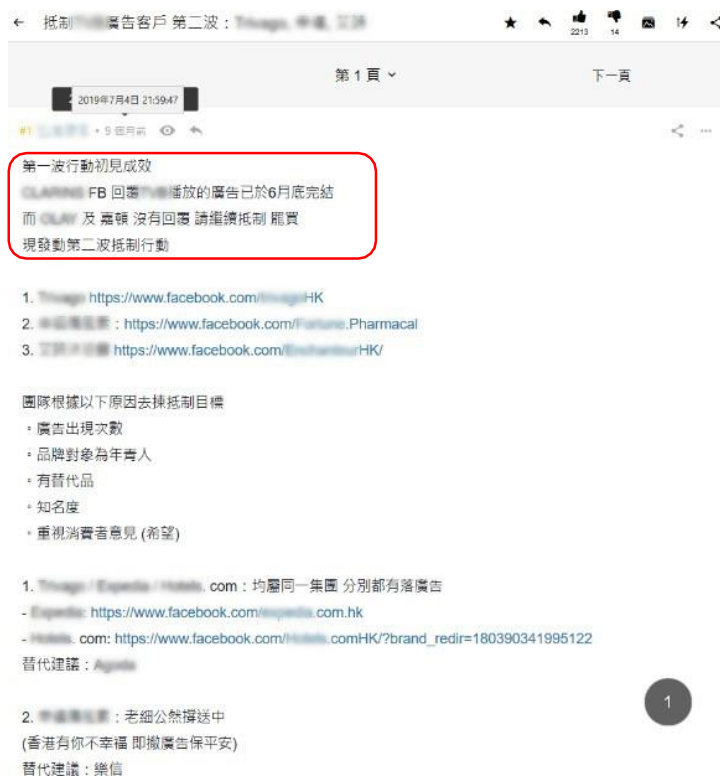 抵制 廣告客戶 第二波：
2213
14
第 1 頁
下一頁
2019年7月4日 21:59:47
#1 • 9 個月前
第一波行動初見成效
FB 回覆 播放的廣告已於6月底完結
而 及 嘉頓 沒有回覆 請繼續抵制 罷買
現發動第二波抵制行動
1. https://www.facebook.com/ HK
2. ：https://www.facebook.com/ .Pharmacal
3. https://www.facebook.com/ HK/
團隊根據以下原因去揀抵制目標
。廣告出現次數
。品牌對象為年青人
。有替代品
。知名度
。重視消費者意見 (希望)
1. . com：均屬同一集團 分別都有落廣告
- https://www.facebook.com/ .com.hk
- . com: https://www.facebook.com/ .comHK/?brand_redir=180390341995122
替代建議：
1
2. ：老細公然撐送中
(香港有你不幸福 即撤廣告保平安)
替代建議：樂信